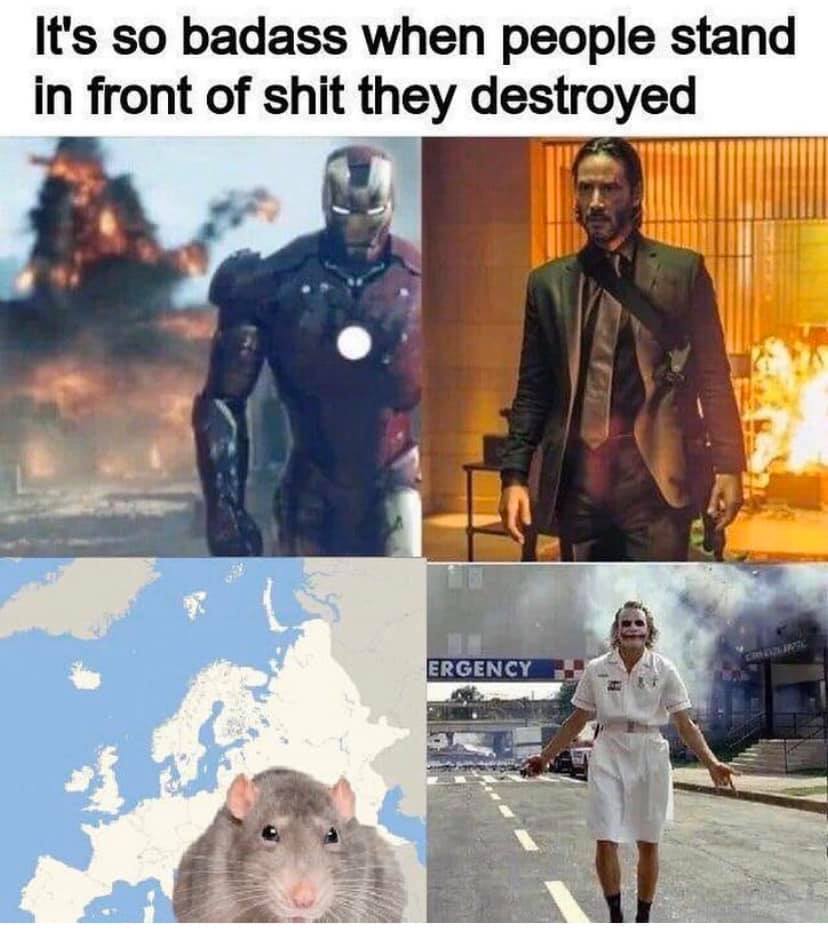 It's so badass when people stand
in front of shit they destroyed
ERGENCY